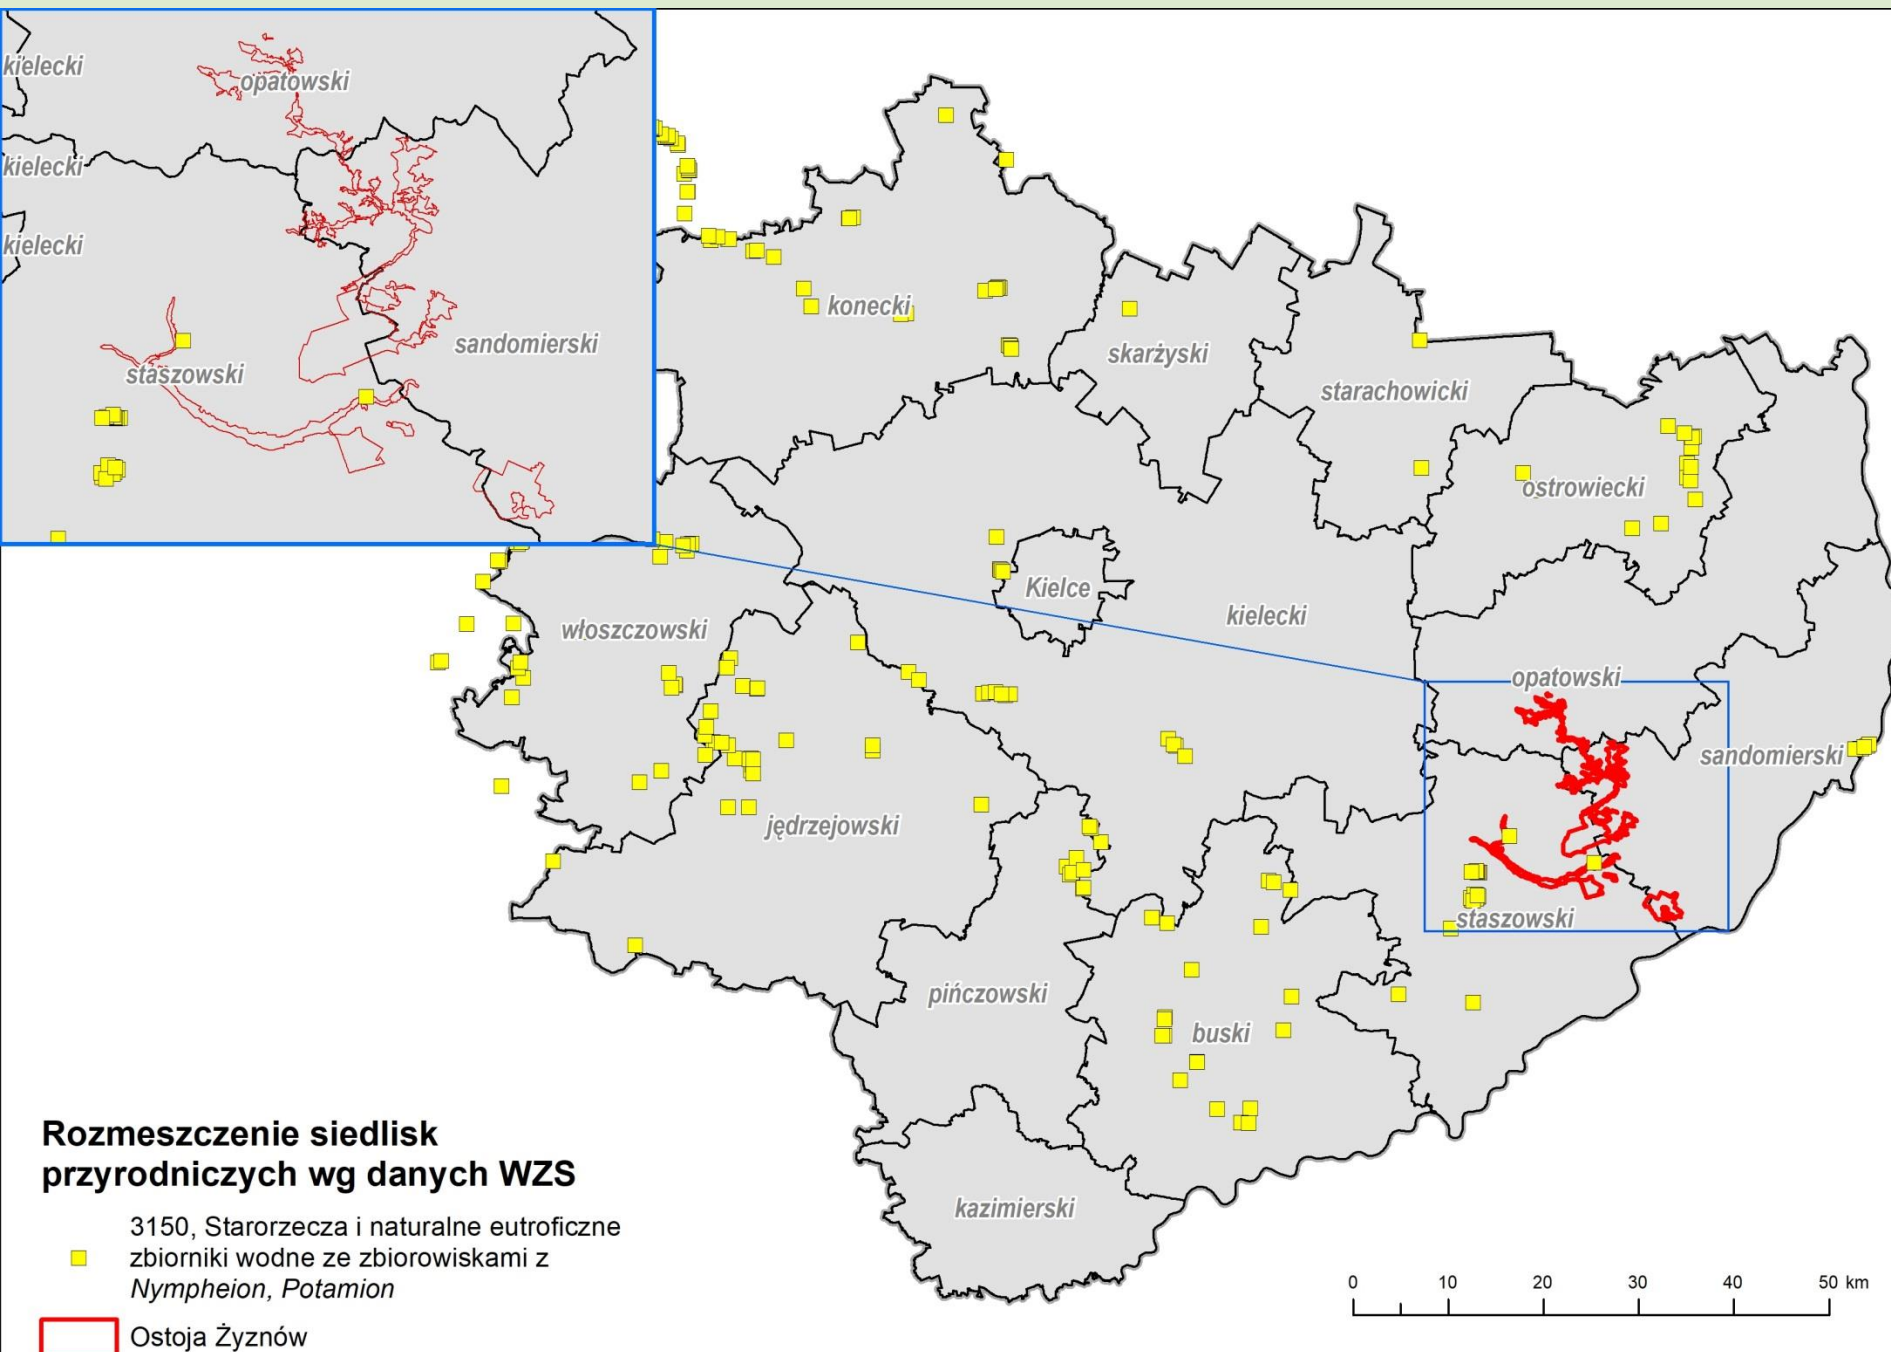 kielecki
opatowski
kielecki
kielecki
sandomierski
staszowski
konecki
skarżyski
starachowicki
ostrowiecki
Kielce
kielecki
włoszczowski
opatowski
sandomierski
jędrzejowski
staszowski
pińczowski
buski
kazimierski
Rozmeszczenie siedlisk
przyrodniczych wg danych WZS
3150, Starorzecza i naturalne eutroficzne
zbiorniki wodne ze zbiorowiskami z
Nympheion, Potamion
Ostoja Żyznów
0 10 20 30 40 50 km